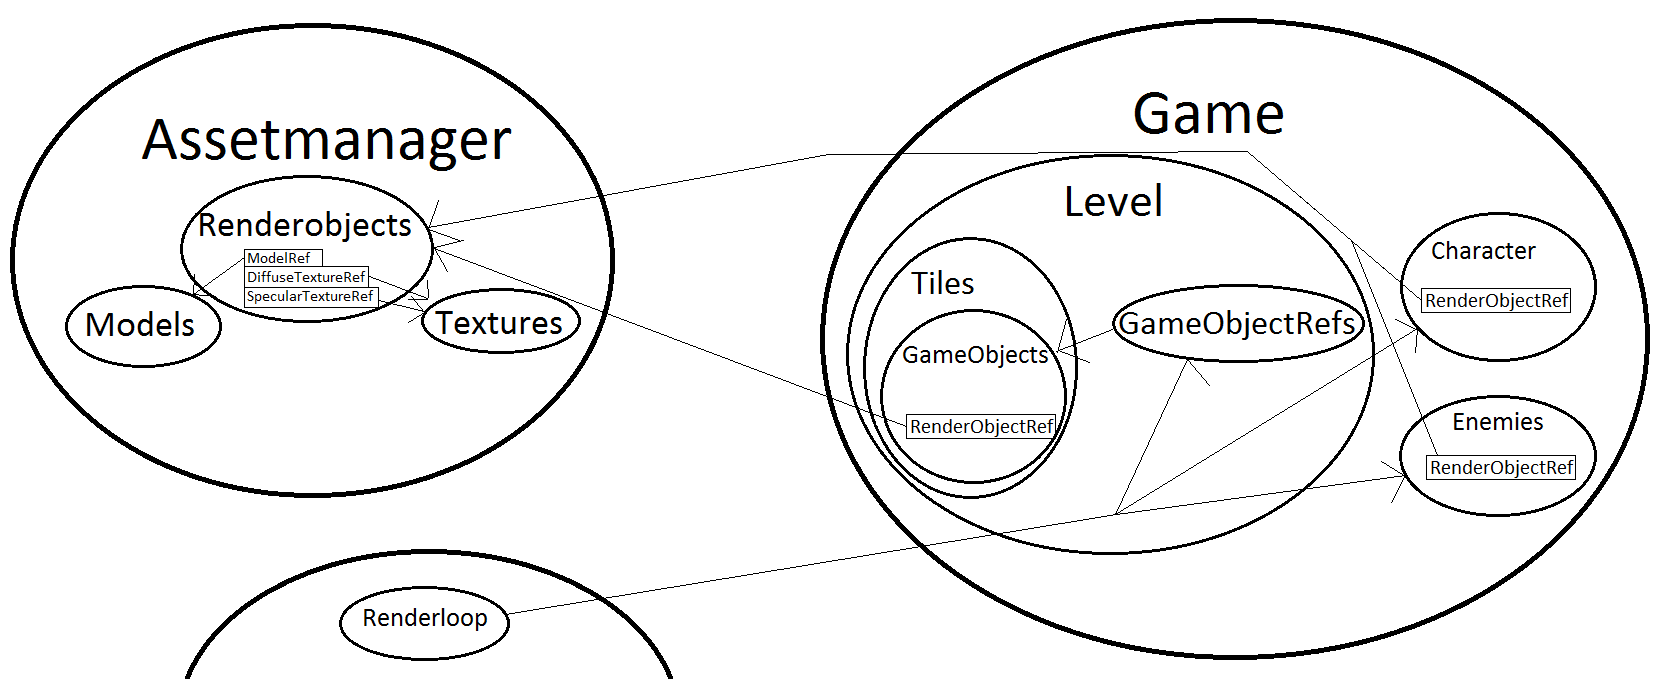 Assetmanager
Renderobjects
ModelRef
DiffuseTextureRef
SpecularTextureRef
Models
Textures
Game
Level
Tiles
GameObjects
RenderObjectRef
GameObjectRefs
Character
RenderObjectRef
Enemies
RenderObjectRef
Renderloop